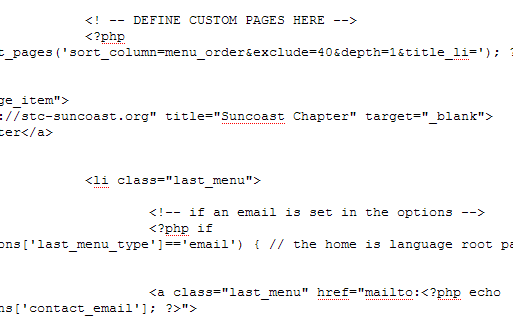 <! -- DEFINE CUSTOM PAGES HERE -->
<?php
t_pages('sort_column=menu_order&exclude=40&depth=1&title_li='); ?
ge_item">
://stc-suncoast.org" title="Suncoast Chapter" target="_blank">
ter</a>
<li class="last_menu">
<!-- if an email is set in the options -->
<?php if
ons['last_menu_type']=='email') { // the home is language root pa
<a class="last_menu" href="mailto:<?php echo
ns['contact_email']; ?>">